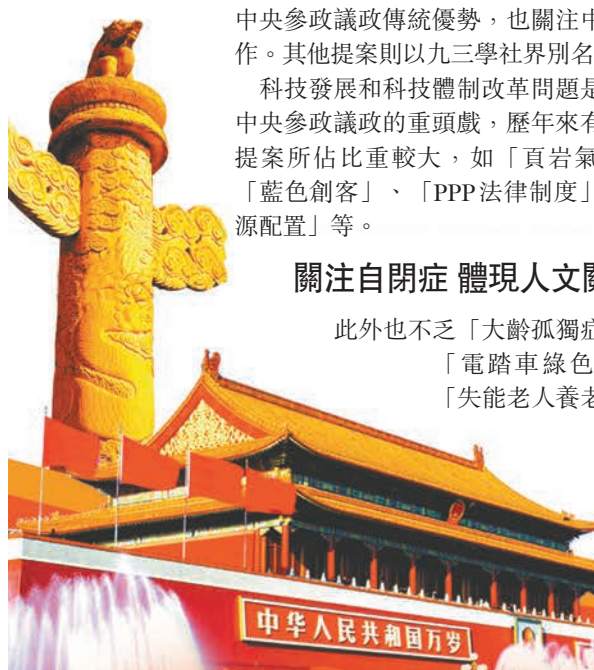 中央參政議政傳統優勢，也關注中
作。其他提案則以九三學社界別名
科技發展和科技體制改革問題是
中央參政議政的重頭戲，歷年來有
提案所佔比重較大，如「頁岩氣
「藍色創客」、「PPP法律制度」
源配置」等。
關注自閉症 體現人文關
此外也不乏「大齡孤獨症
「電踏車綠色
「失能老人養老
中华人民共和国万岁